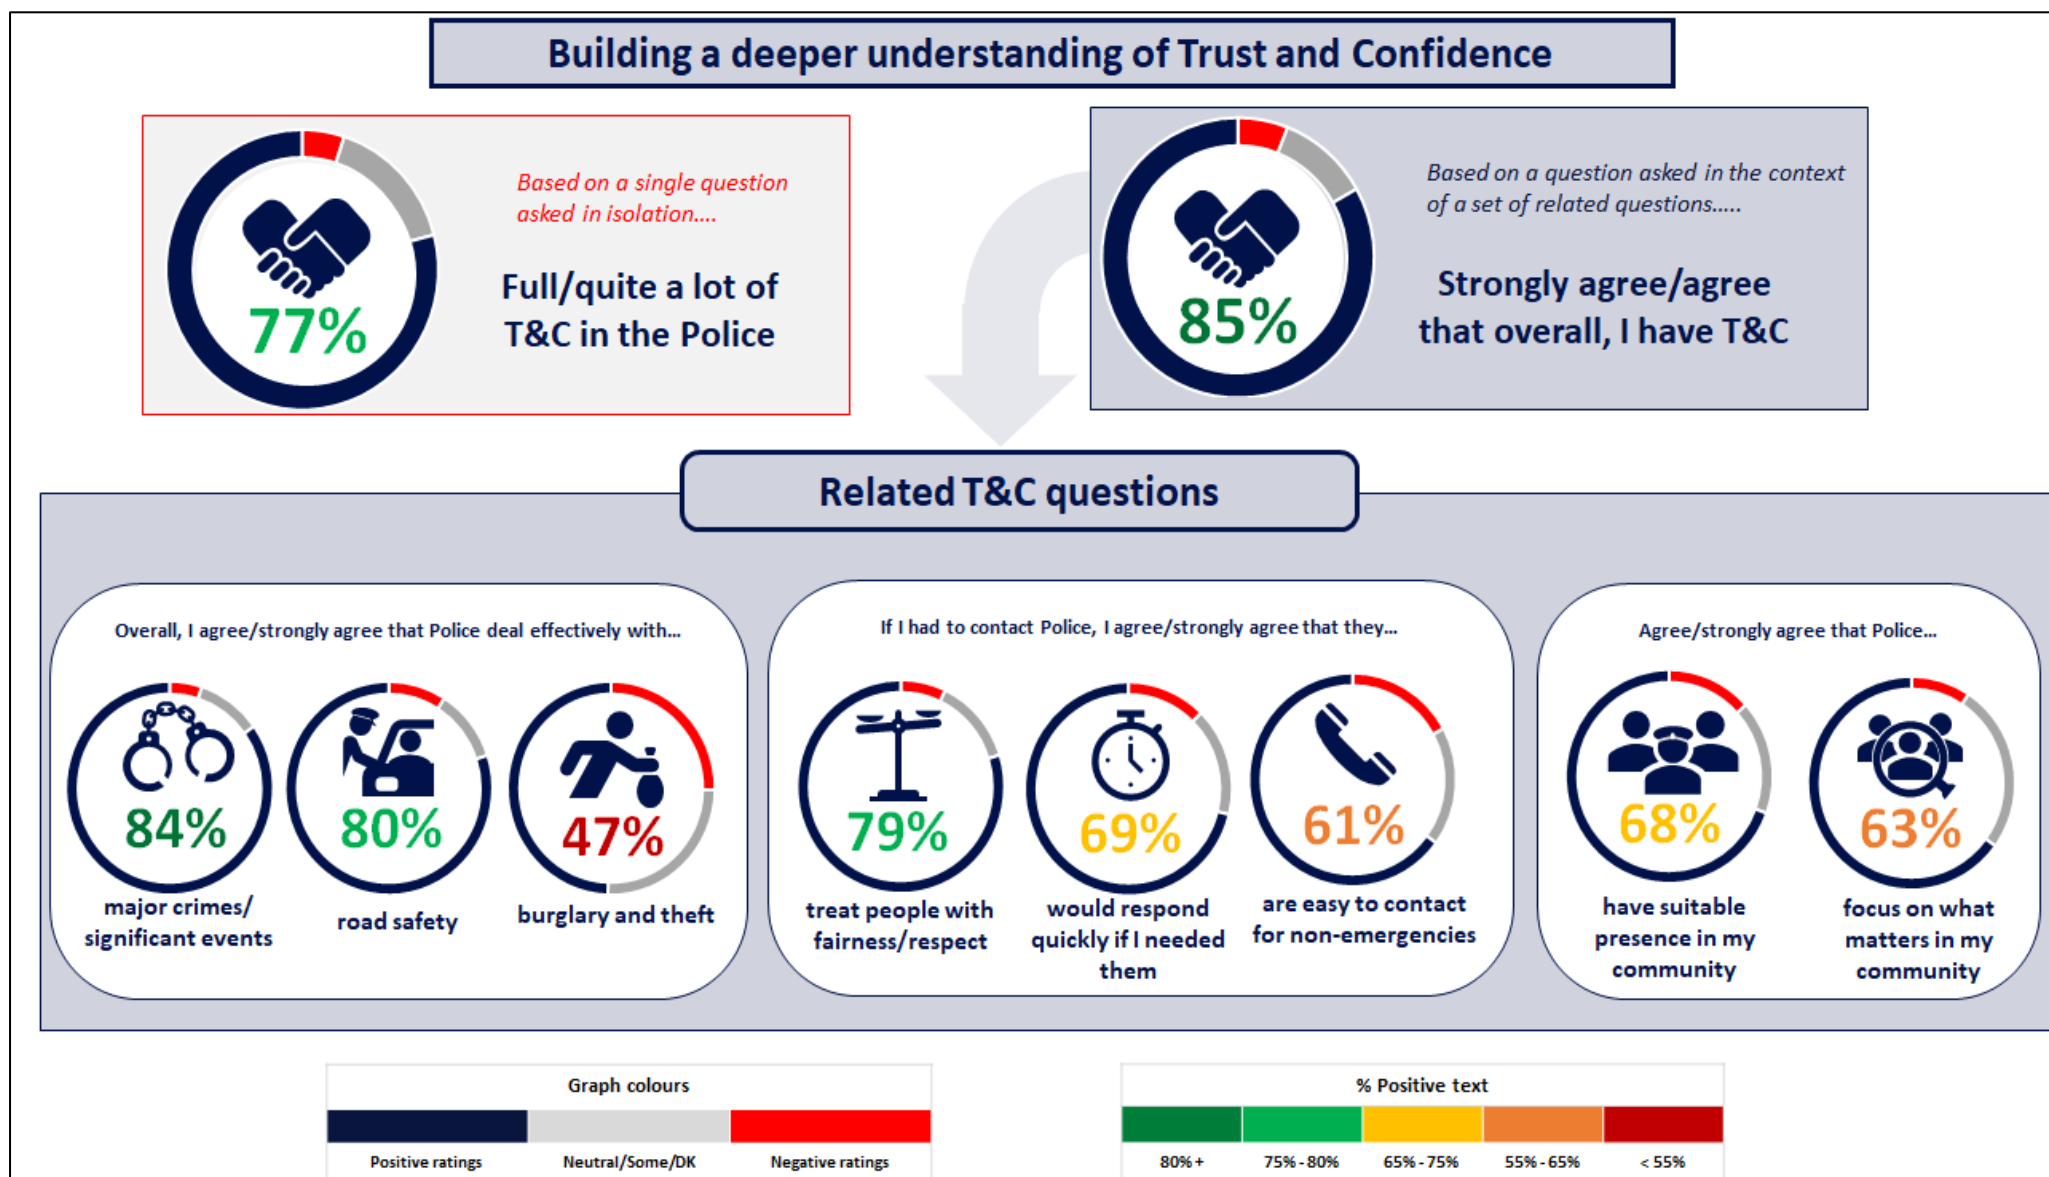 Building a deeper understanding of Trust and Confidence
Based on a single question
asked in isolation....
Full/quite a lot of
T&C in the Police
77%
Based on a question asked in the context
of a set of related questions.....
Strongly agree/agree
that overall, I have T&C
85%
Related T&C questions
Overall, I agree/strongly agree that Police deal effectively with...
84%
major crimes/
significant events
80%
road safety
47%
burglary and theft
If I had to contact Police, I agree/strongly agree that they...
79%
treat people with
fairness/respect
69%
would respond
quickly if I needed
them
61%
are easy to contact
for non-emergencies
Agree/strongly agree that Police...
68%
have suitable
presence in my
community
63%
focus on what
matters in my
community
Graph colours
Positive ratings
Neutral/Some/DK
Negative ratings
% Positive text
80% +
75% - 80%
65% - 75%
55% - 65%
< 55%